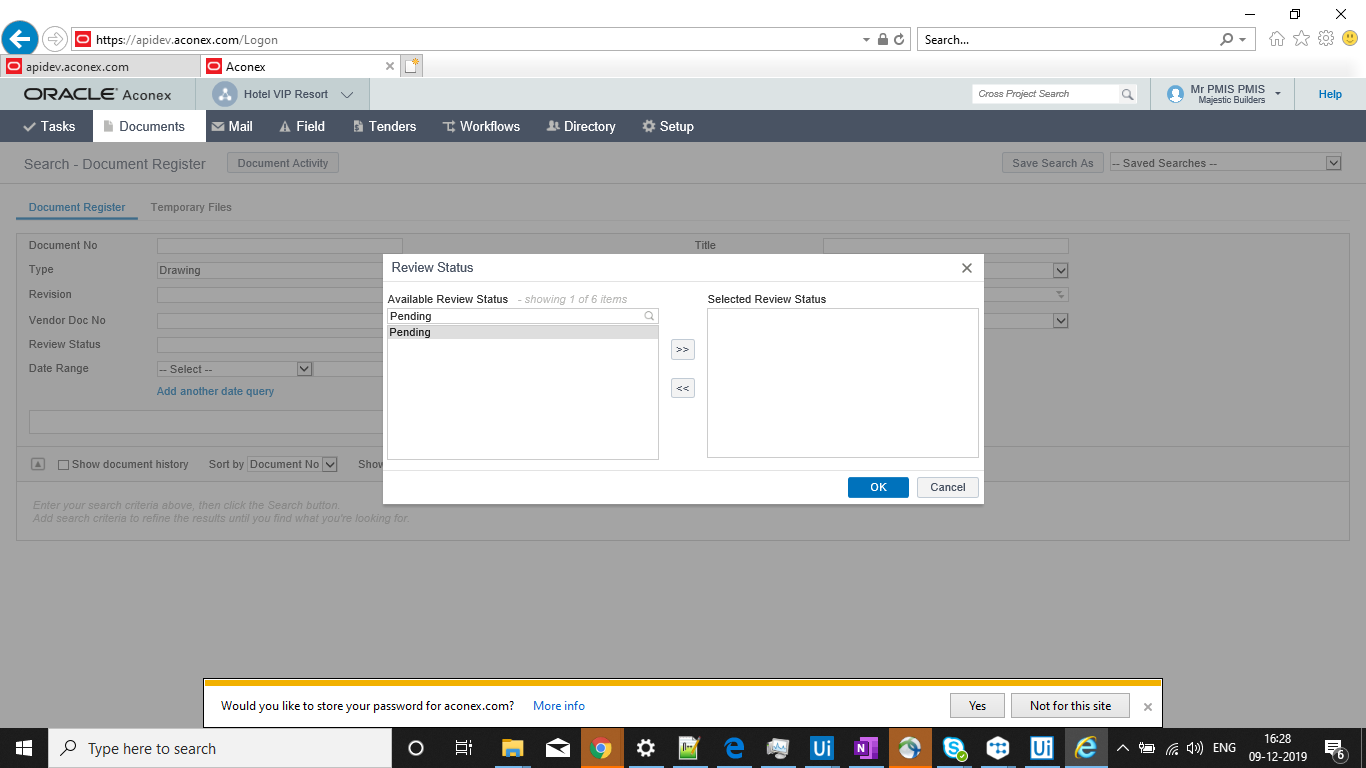 https://apidev.aconex.com/Logon
Search...
apidev.aconex.com
Aconex
ORACLE Aconex
Hotel VIP Resort
Cross Project Search
Mr PMIS PMIS
Majestic Builders
Help
Tasks
Documents
Mail
Field
Tenders
Workflows
Directory
Setup
Search - Document Register
Document Activity
Save Search As
-- Saved Searches --
Document Register
Temporary Files
Document No
Title
Type
Drawing
Revision
Vendor Doc No
Review Status
Date Range
-- Select --
Add another date query
Review Status
Available Review Status - showing 1 of 6 items
Selected Review Status
Pending
Pending
>>
<<
OK
Cancel
Show document history
Sort by
Document No
Show
Enter your search criteria above, then click the Search button.
Add search criteria to refine the results until you find what you're looking for.
Would you like to store your password for aconex.com?
More info
Yes
Not for this site
Type here to search
Ui
N
Ui
ENG
16:28
09-12-2019
6